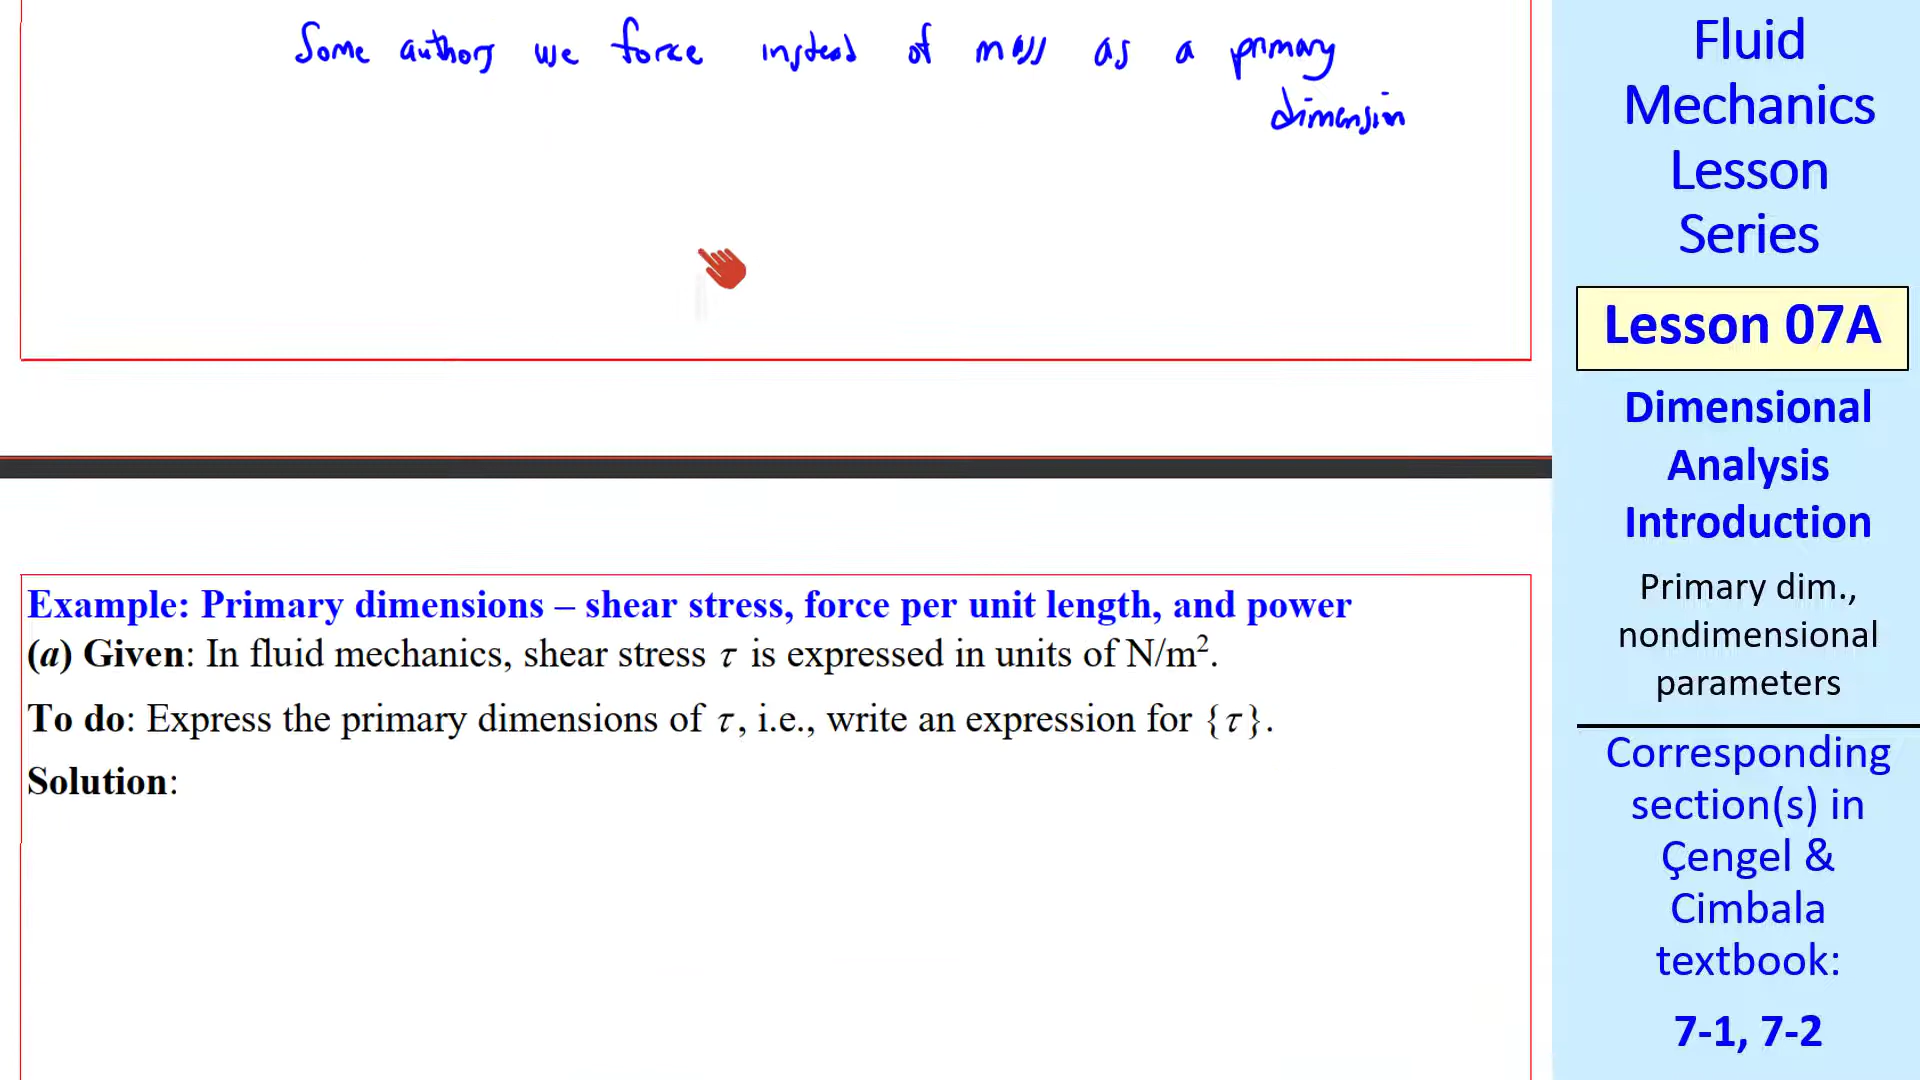 Some authors use force instead of mass as a primary
dimension
Example: Primary dimensions – shear stress, force per unit length, and power
(a) Given: In fluid mechanics, shear stress τ is expressed in units of N/m².
To do: Express the primary dimensions of τ, i.e., write an expression for {τ}.
Solution:
Fluid
Mechanics
Lesson
Series
Lesson 07A
Dimensional
Analysis
Introduction
Primary dim.,
nondimensional
parameters
Corresponding
section(s) in
Çengel &
Cimbala
textbook:
7-1, 7-2